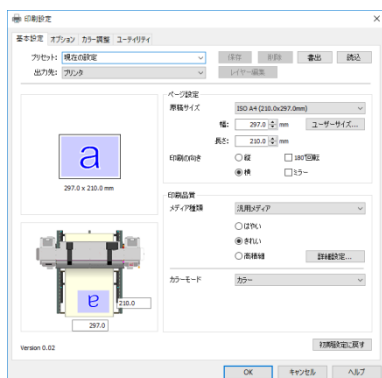 印刷設定
基本設定 オプション カラー調整 ユーティリティ
プリセット: 現在の設定 保存 削除 書出 読込
出力先: プリンタ レイヤー編集
ページ設定
原稿サイズ ISO A4 (210.0x297.0mm)
幅: 297.0 mm ユーザーサイズ...
長さ: 210.0 mm
印刷の向き 縦 180°回転
横 ミラー
a
297.0 x 210.0 mm
印刷品質
メディア種類 汎用メディア
はやい
きれい
高精細 詳細設定...
カラーモード カラー
a
210.0
297.0
Version 0.02
初期設定に戻す
OK キャンセル ヘルプ